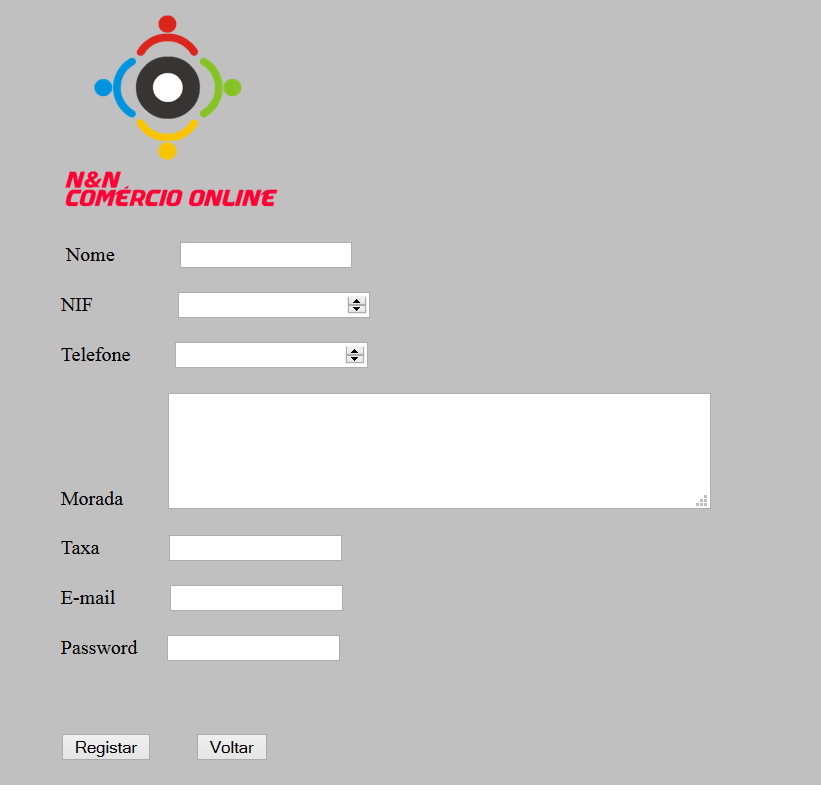 N&N
COMÉRCIO ONLINE
Nome
NIF
Telefone
Morada
Taxa
E-mail
Password
Registar Voltar